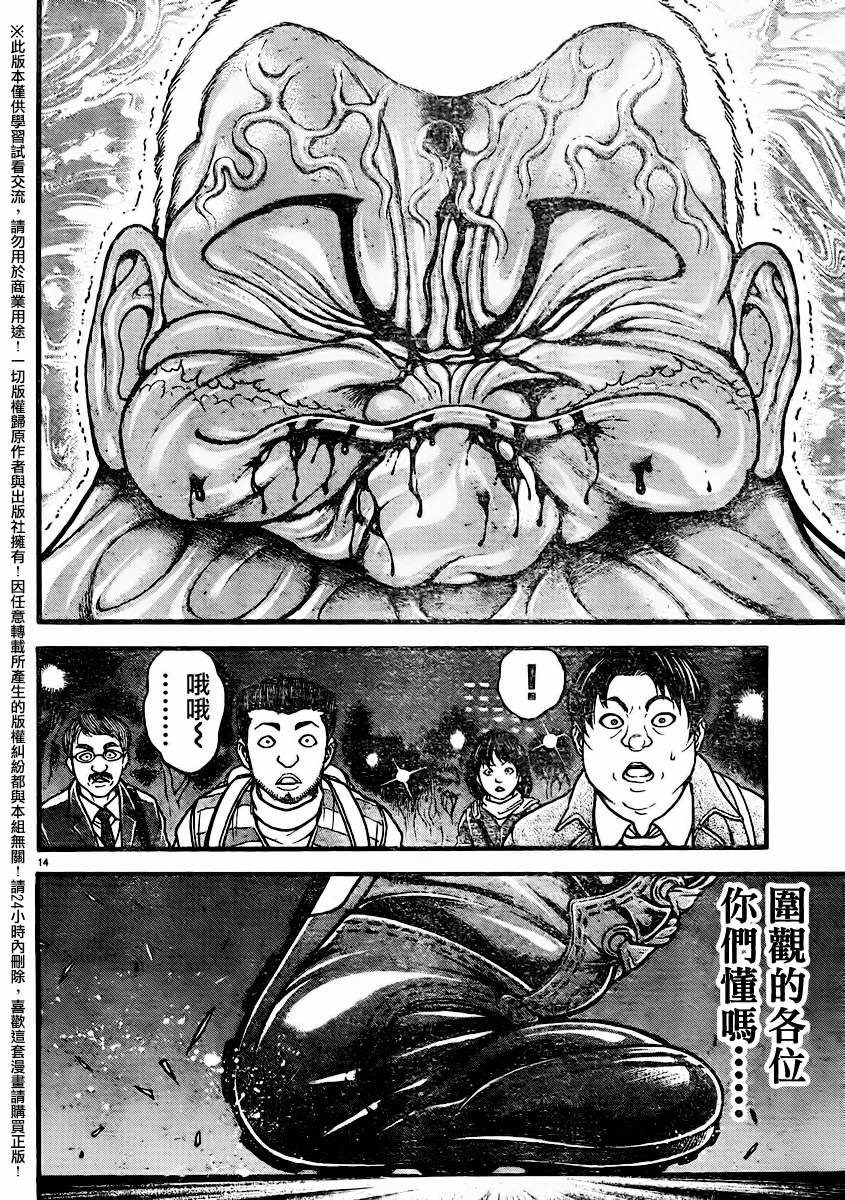 ！
哦哦～
………
14
圍觀的各位
你們懂嗎………
※此版本僅供學習試看交流，請勿用於商業用途！一切版權歸原作者與出版社擁有！因任意轉載所產生的版權糾紛都與本組無關！請24小時內刪除，喜歡這套漫畫請購買正版！